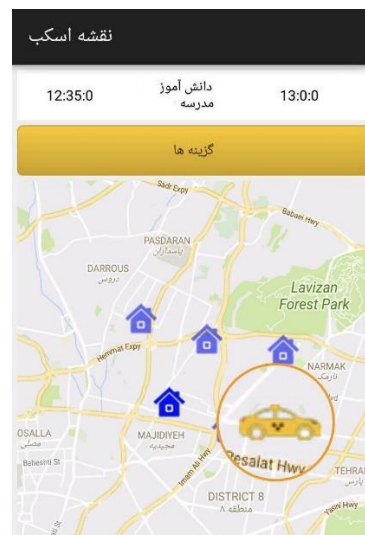 نقشه اسکب
12:35:0
دانش آموز
مدرسه
13:0:0
گزینه ها
Sadr Expy
Babaei Hwy
PASDARAN
پاسداران
DARROUS
دروس
Lavizan
Forest Park
Hemmat Expy
NARMAK
نارمک
OSALLA
مصلی
MAJIDIYEH
مجیدیه
Beheshti St
Imam Ali Hwy
esalat Hwy
DISTRICT 8
منطقه ۸
TEHRA
پارس